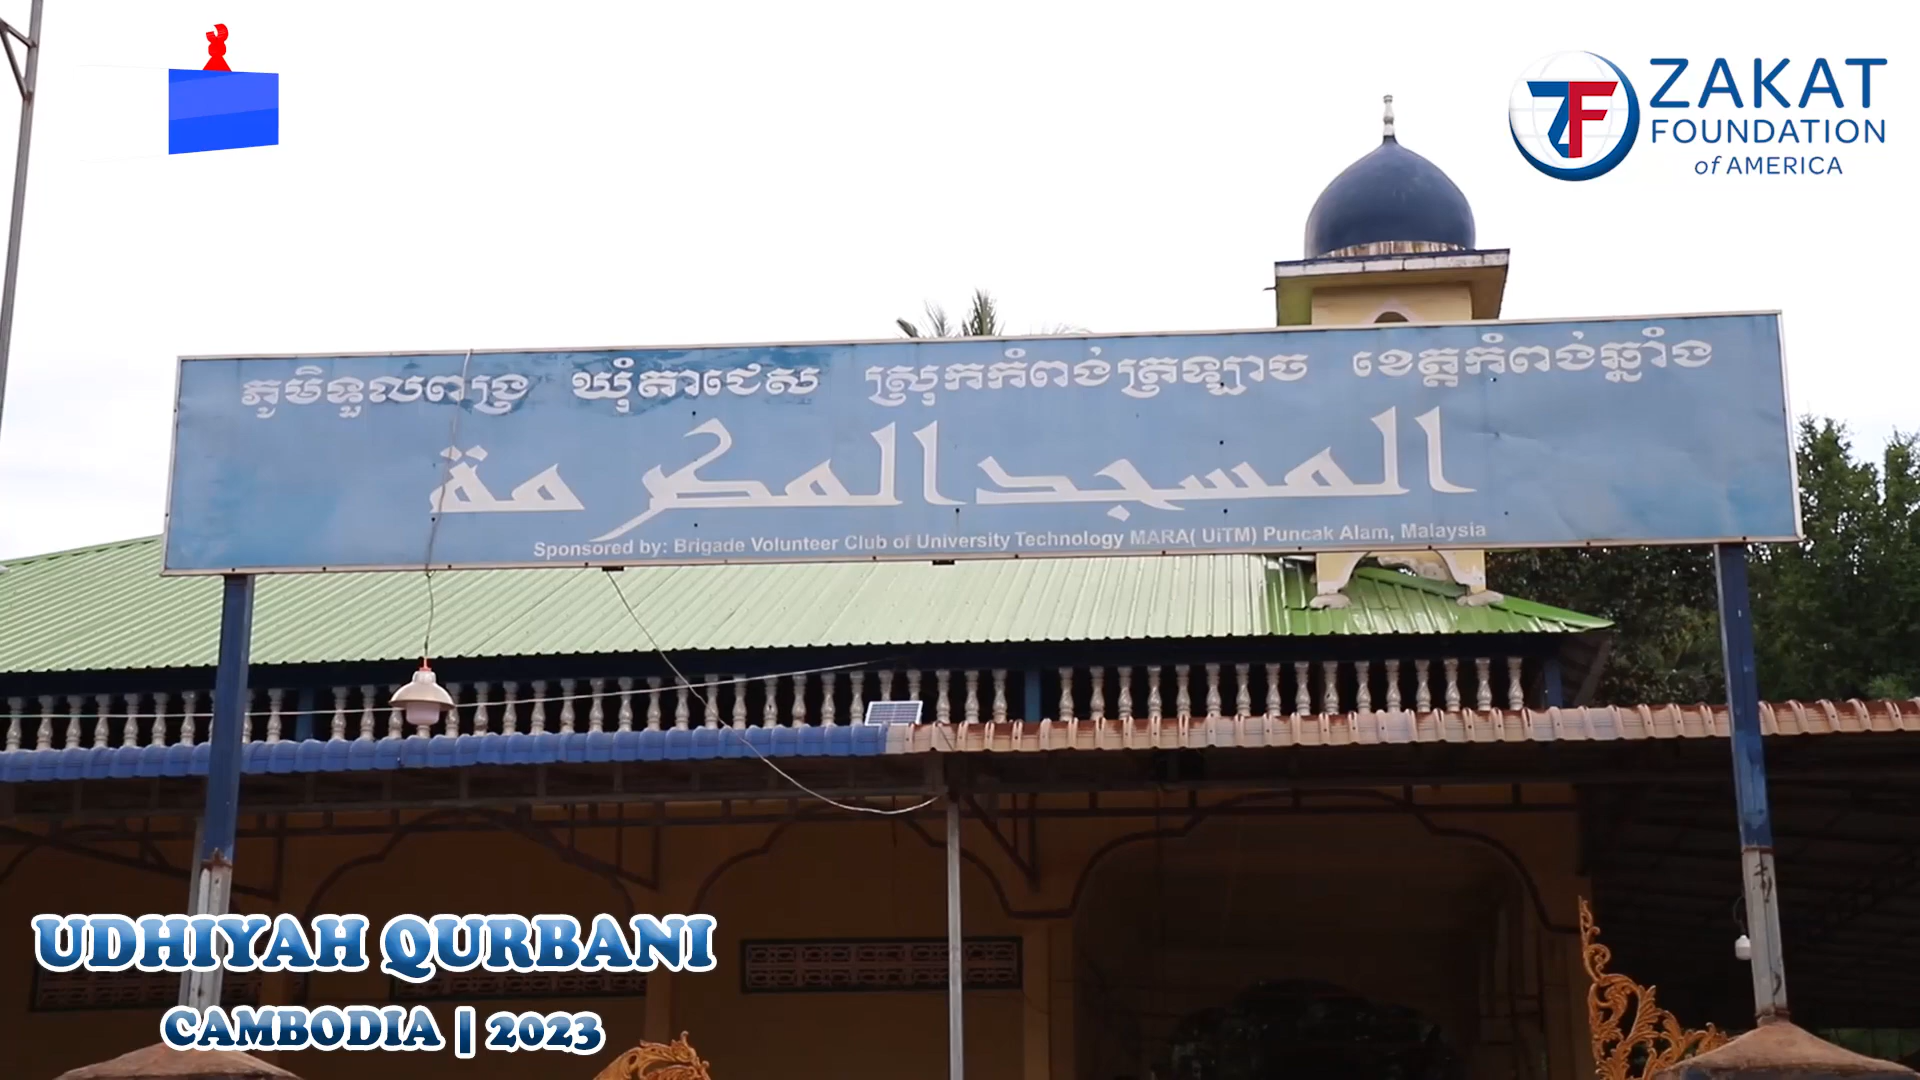 ZF
ZAKAT
FOUNDATION
of AMERICA
ភូមិទួលពង្រ ឃុំតាជេស ស្រុកកំពង់ត្រឡាច ខេត្តកំពង់ឆ្នាំង
المسجد المكرمة
Sponsored by: Brigade Volunteer Club of University Technology MARA( UiTM) Puncak Alam, Malaysia
UDHIYAH QURBANI
CAMBODIA | 2023